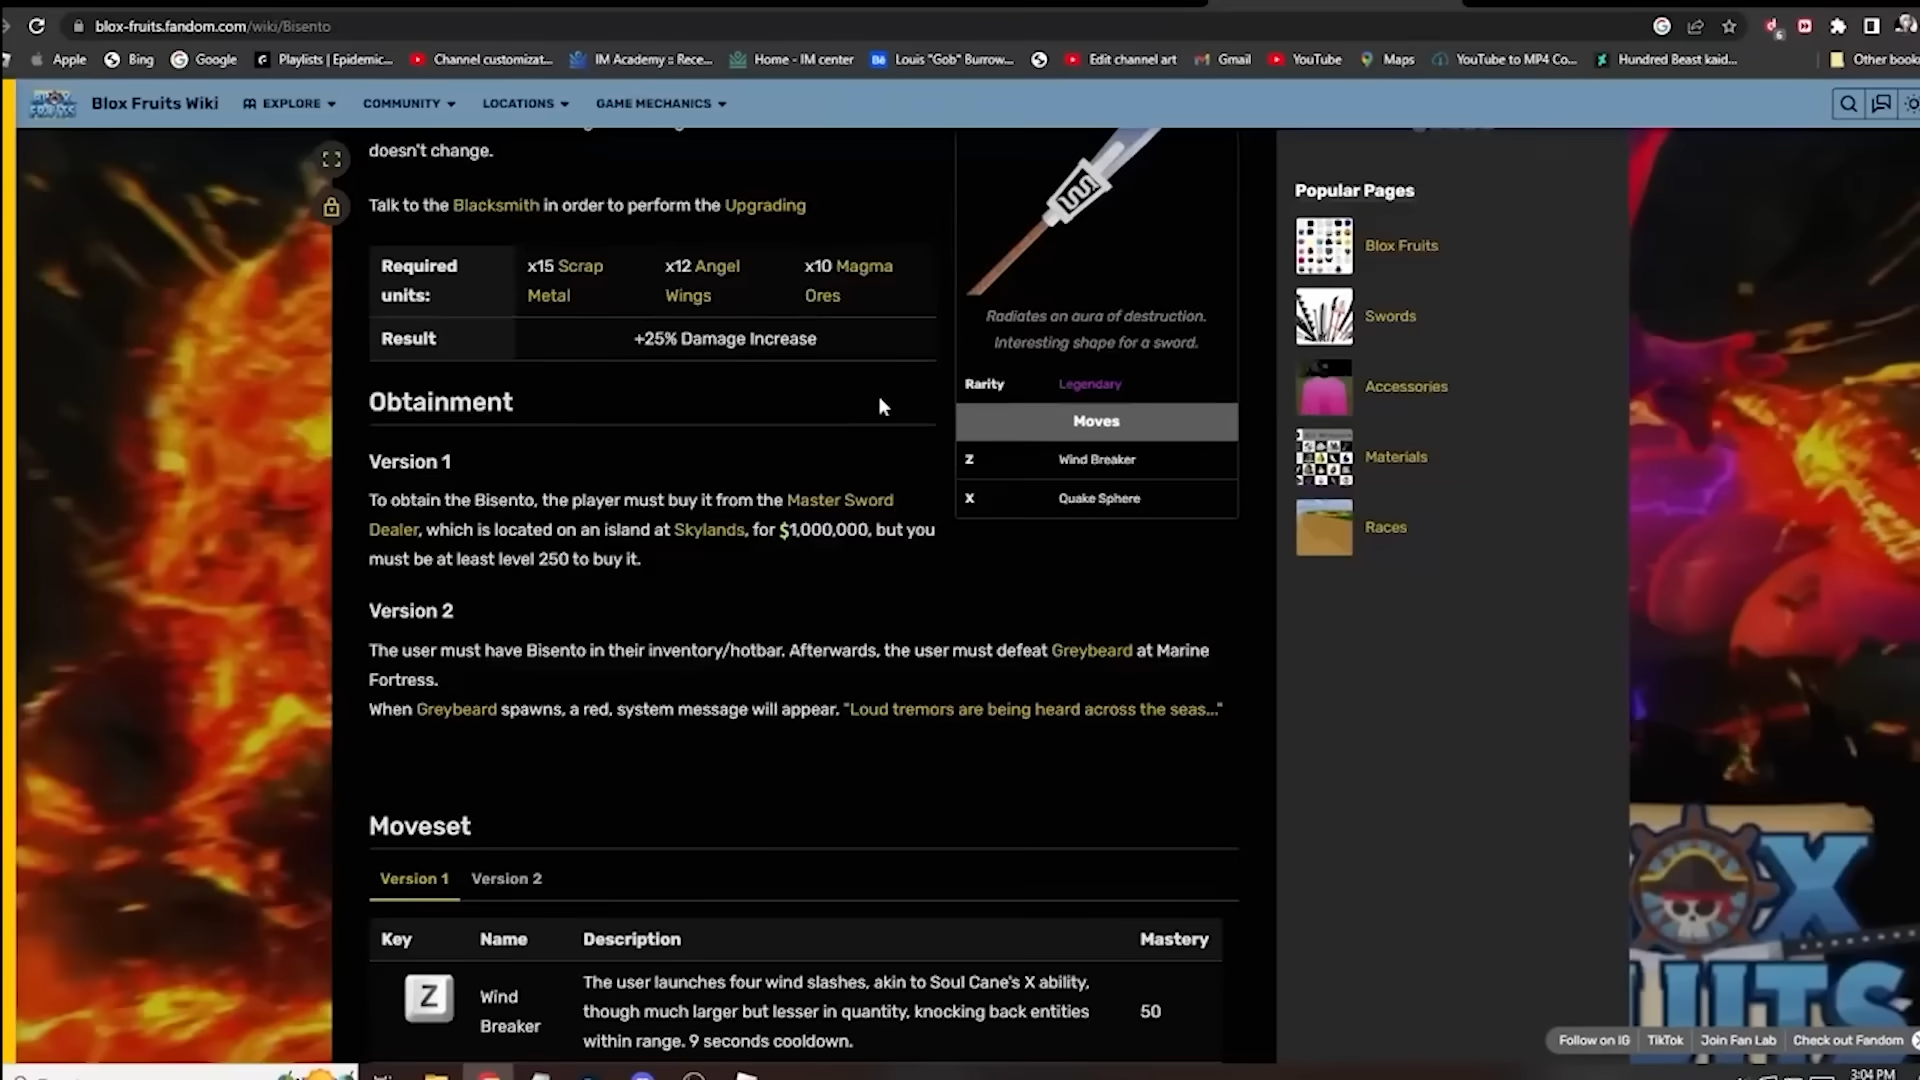 blox-fruits.fandom.com/wiki/Bisento
6
Apple Bing Google Playlists | Epidemic... Channel customizat... IM Academy :: Rece... Home - IM center Bē Louis "Gob" Burrow... Edit channel art Gmail YouTube Maps YouTube to MP4 Co... Hundred Beast kaid... Other book
Blox Fruits Wiki EXPLORE COMMUNITY LOCATIONS GAME MECHANICS
doesn't change.
Talk to the Blacksmith in order to perform the Upgrading
Required units: x15 Scrap Metal x12 Angel Wings x10 Magma Ores
Result +25% Damage Increase
Obtainment
Version 1
To obtain the Bisento, the player must buy it from the Master Sword
Dealer, which is located on an island at Skylands, for $1,000,000, but you
must be at least level 250 to buy it.
Version 2
The user must have Bisento in their inventory/hotbar. Afterwards, the user must defeat Greybeard at Marine
Fortress.
When Greybeard spawns, a red, system message will appear. "Loud tremors are being heard across the seas..."
Radiates an aura of destruction.
Interesting shape for a sword.
Rarity Legendary
Moves
Z Wind Breaker
X Quake Sphere
Moveset
Version 1 Version 2
Key Name Description Mastery
Z Wind Breaker
The user launches four wind slashes, akin to Soul Cane's X ability,
though much larger but lesser in quantity, knocking back entities
within range. 9 seconds cooldown.
50
Popular Pages
Blox Fruits
Swords
Accessories
Materials
Races
OX
UITS
Follow on IG TikTok Join Fan Lab Check out Fandom
3:04 PM